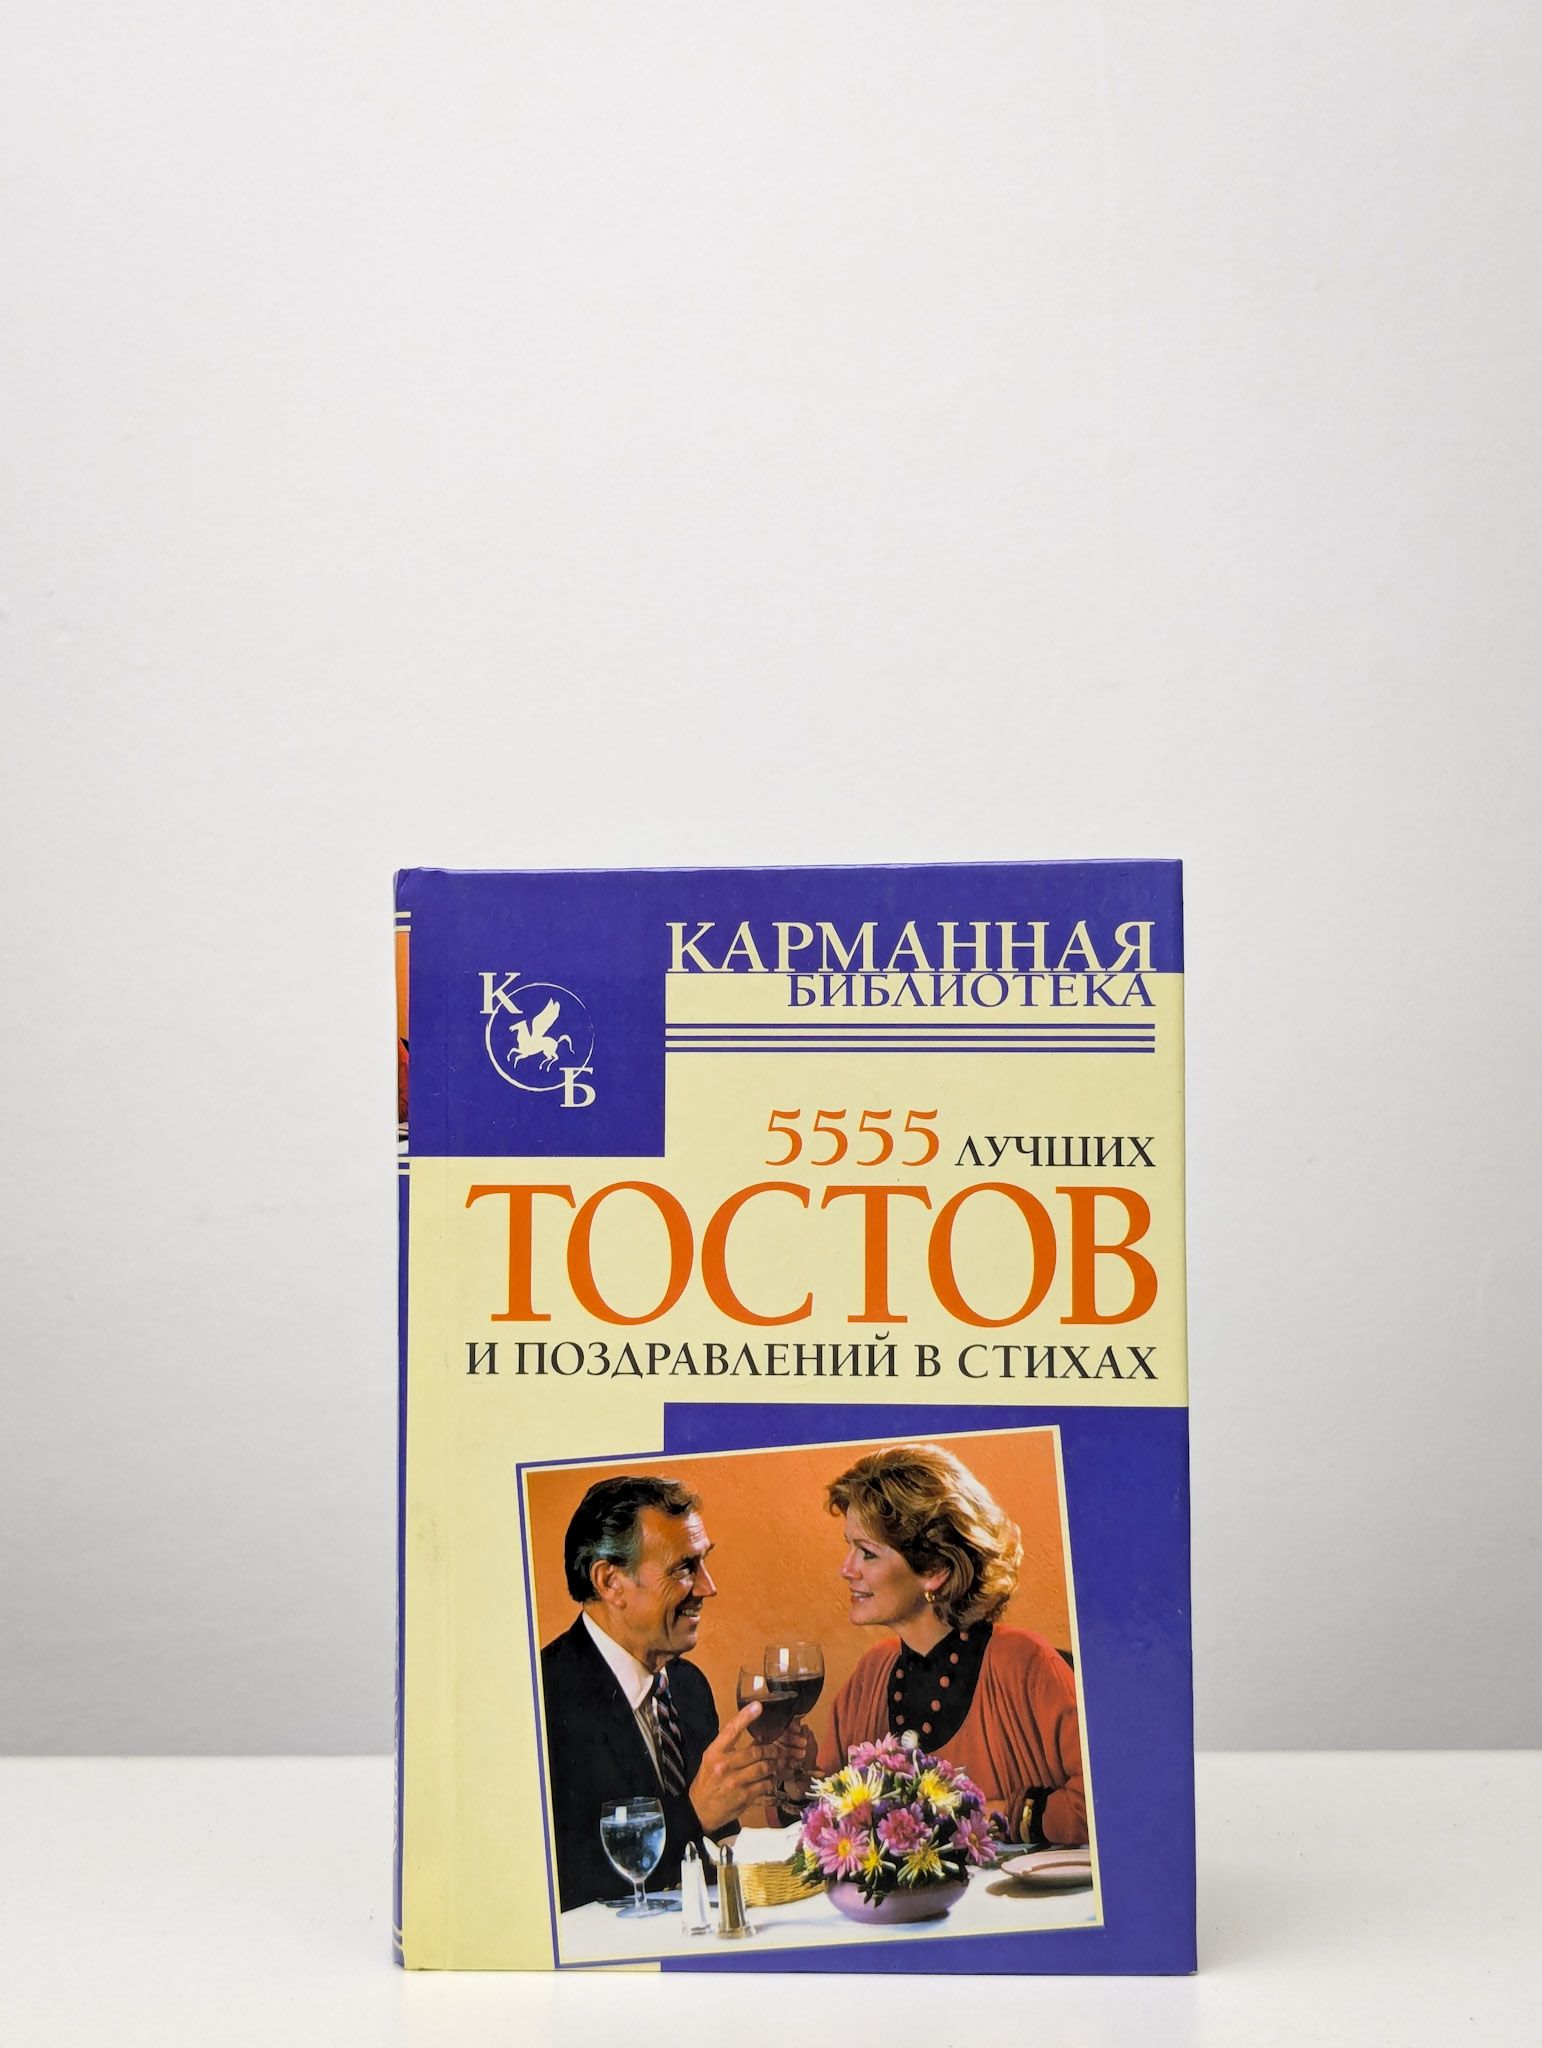 КАРМАННАЯ
БИБЛИОТЕКА
К
Б
5555 ЛУЧШИХ
ТОСТОВ
И ПОЗДРАВЛЕНИЙ В СТИХАХ